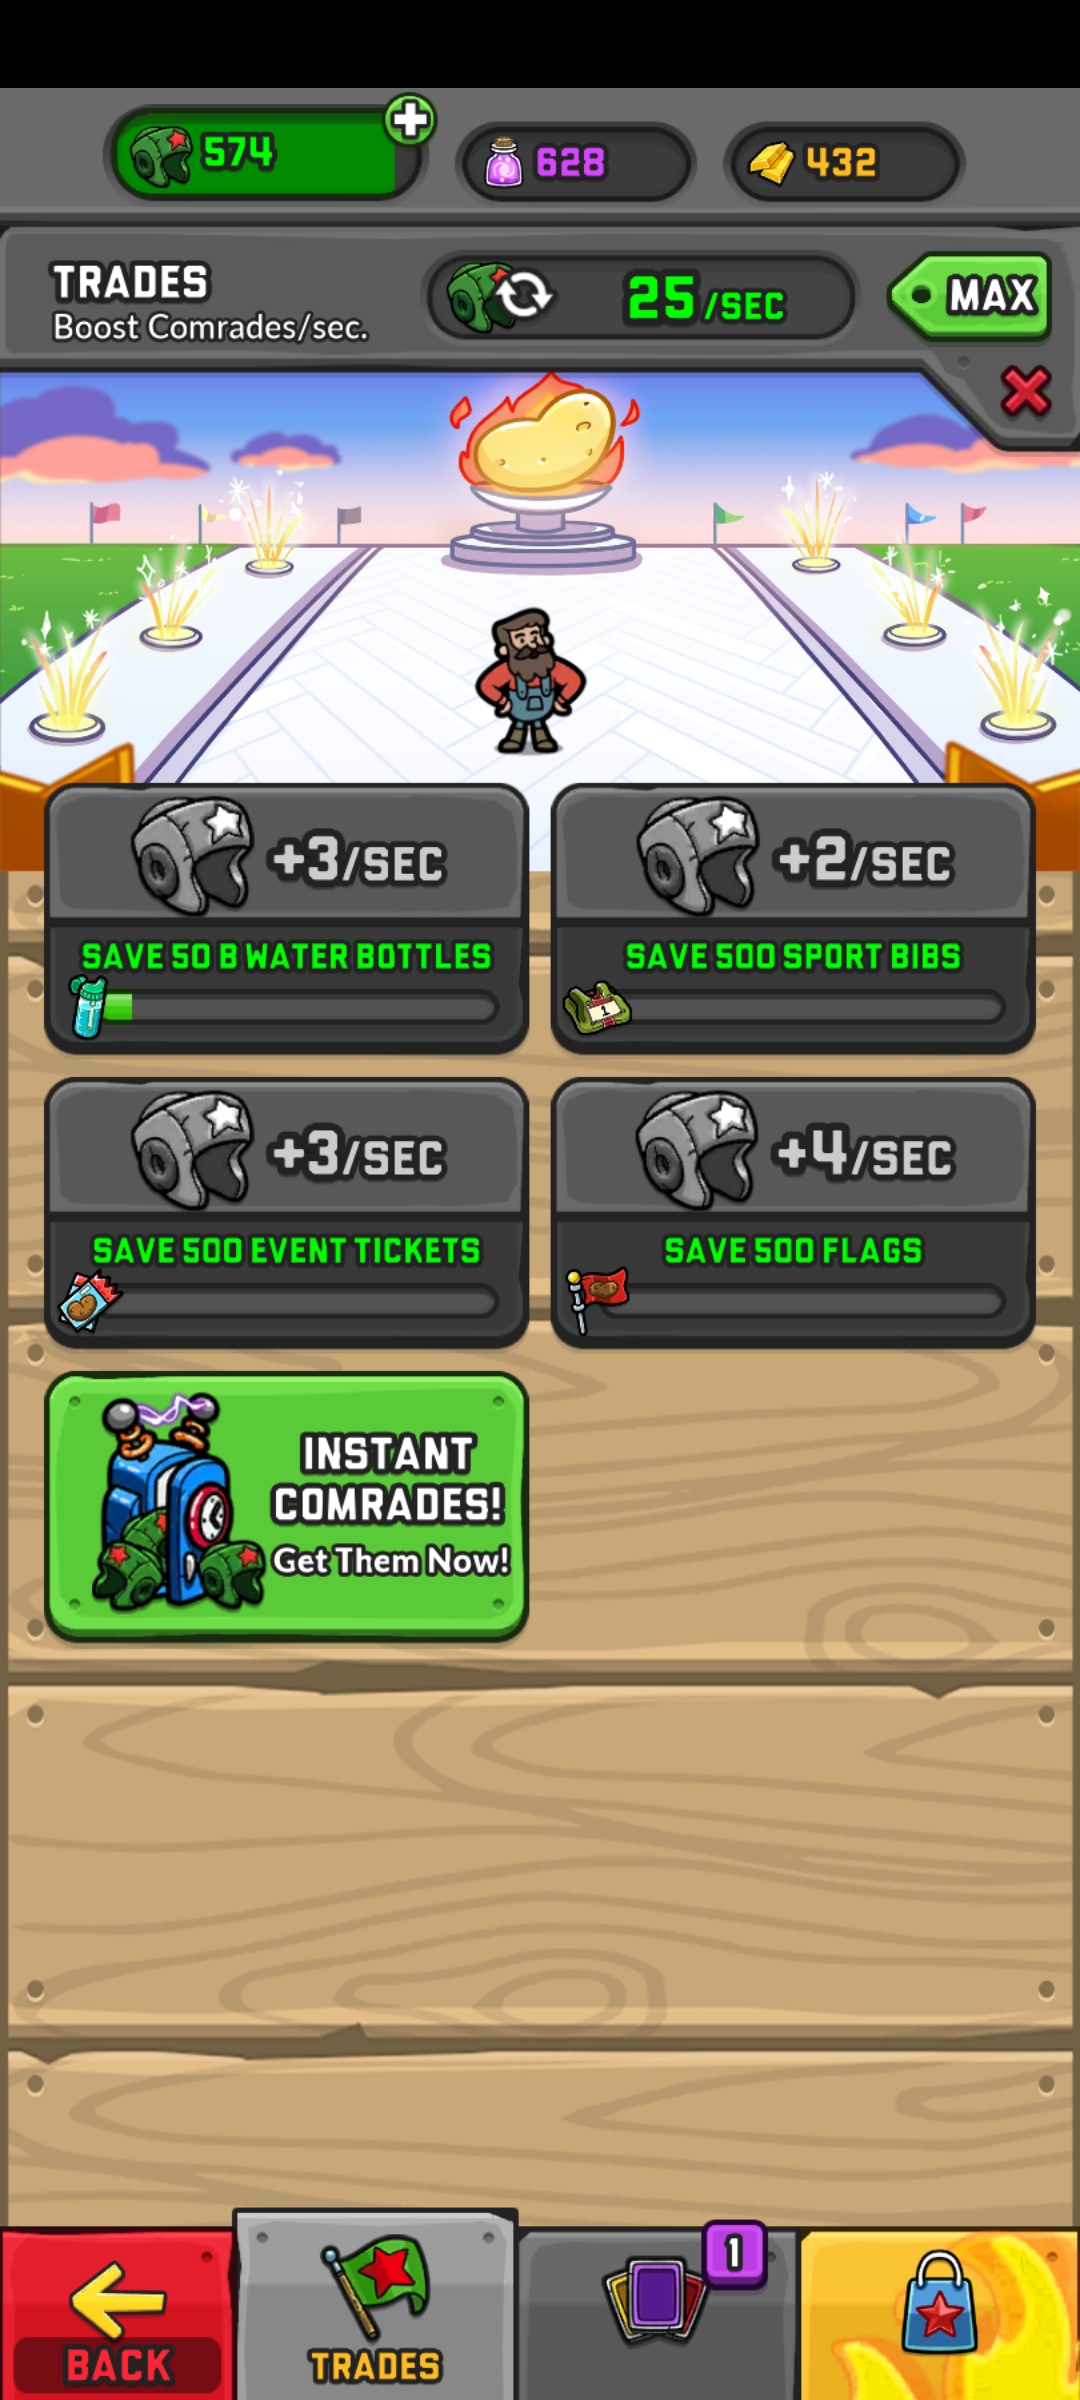 574
628
432
TRADES
Boost Comrades/sec.
25/SEC
MAX
+3/SEC
SAVE 50 B WATER BOTTLES
+2/SEC
SAVE 500 SPORT BIBS
1
+3/SEC
SAVE 500 EVENT TICKETS
+4/SEC
SAVE 500 FLAGS
INSTANT
COMRADES!
Get Them Now!
BACK
TRADES
1